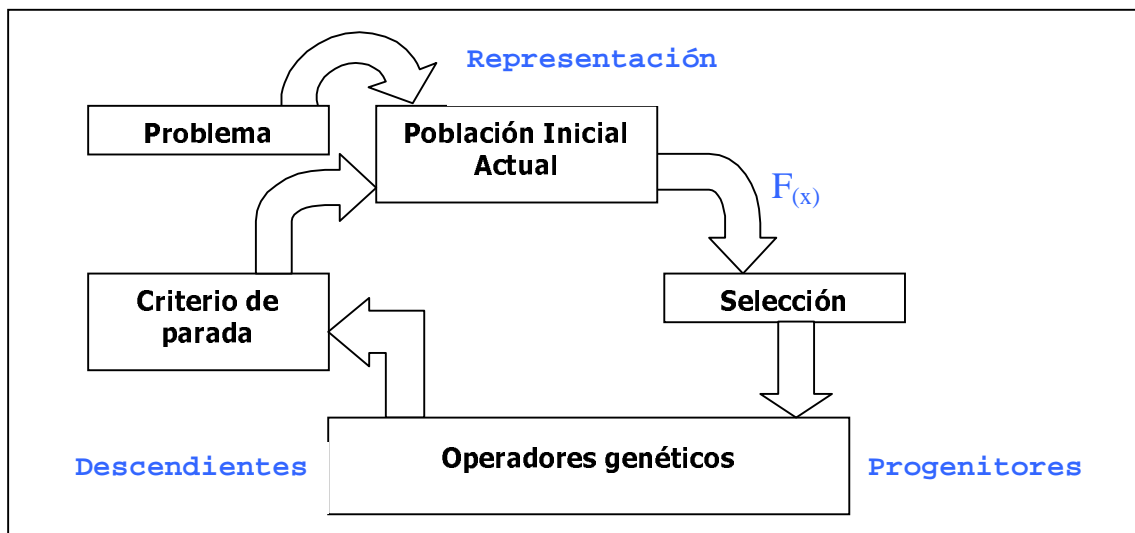 Representación
Problema
Población Inicial
Actual
F(x)
Criterio de
parada
Selección
Descendientes
Operadores genéticos
Progenitores